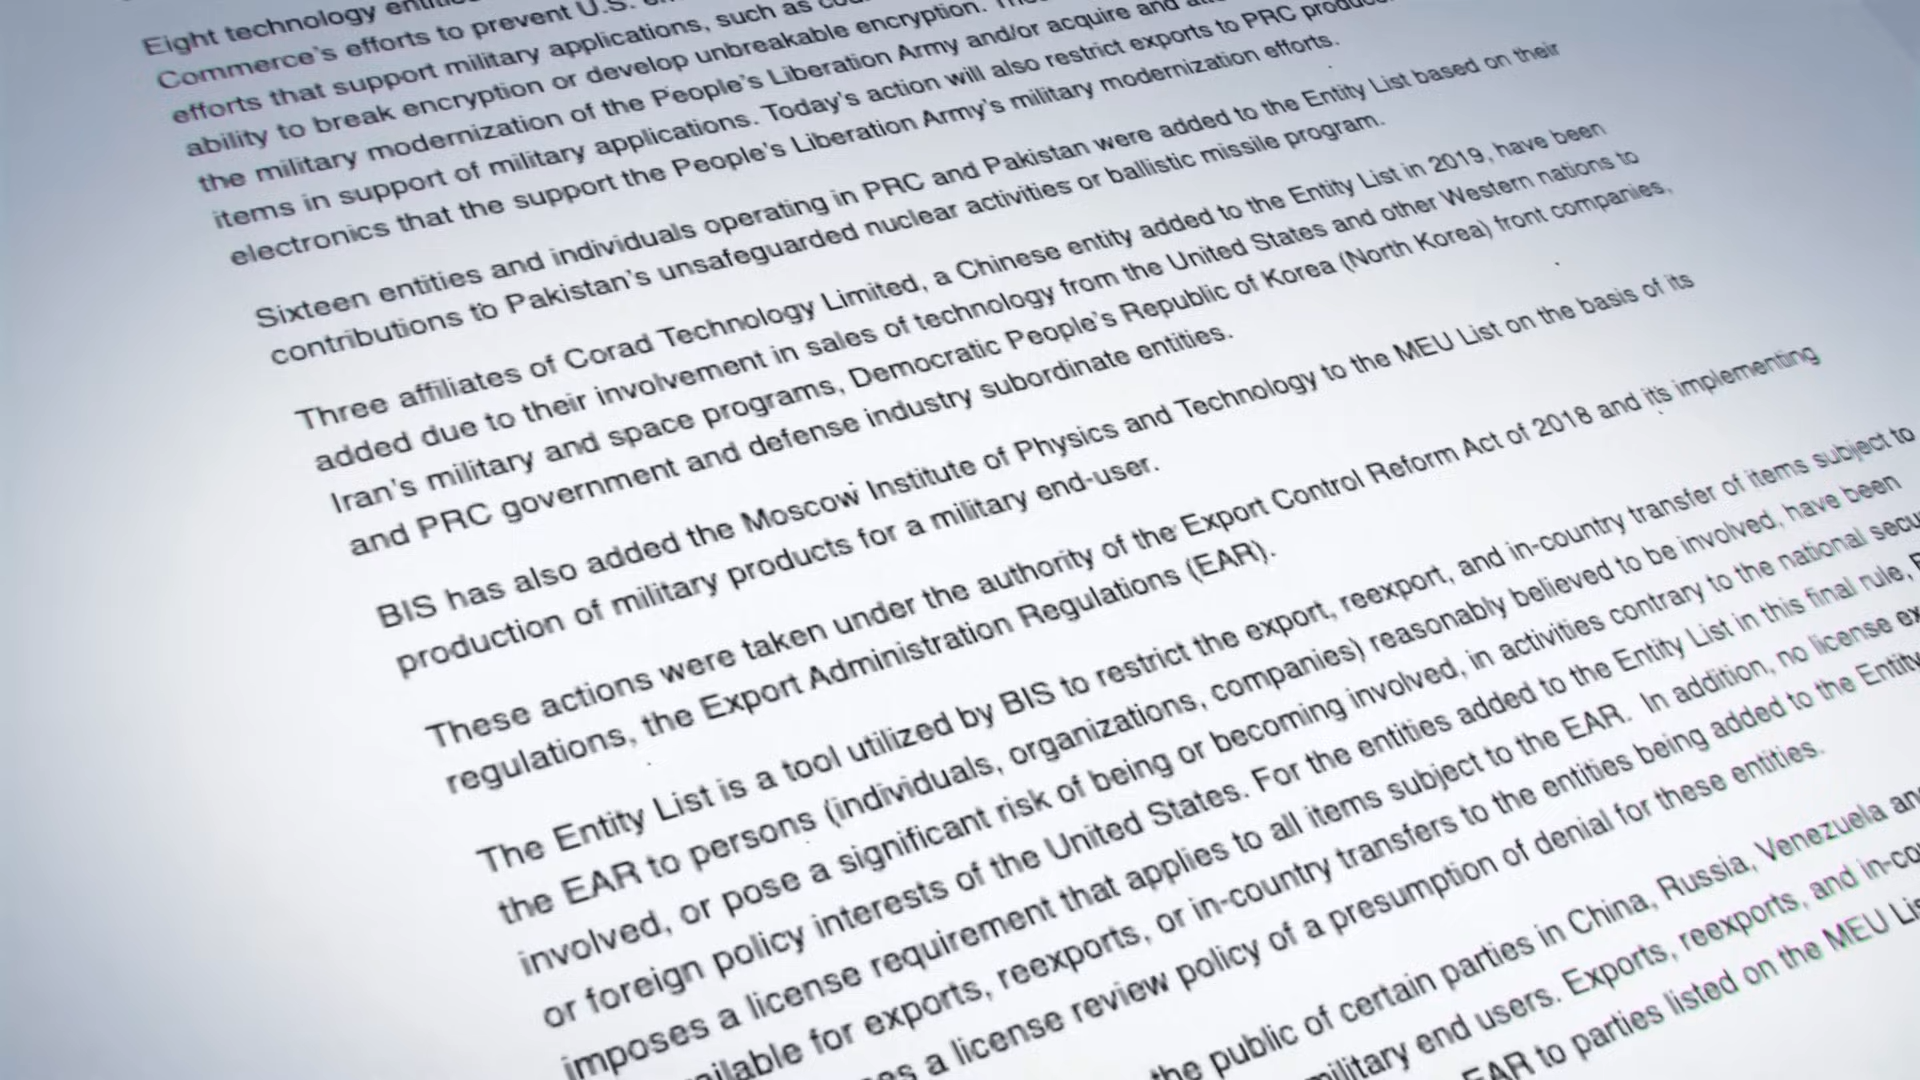 Eight technology
Commerce's efforts to prevent U.S.
efforts that support military applications, such as
ability to break encryption or develop unbreakable encryption.
the military modernization of the People's Liberation Army and/or acquire and
items in support of military applications. Today's action will also restrict exports to PRC
electronics that the support the People's Liberation Army's military modernization efforts.
Sixteen entities and individuals operating in PRC and Pakistan were added to the Entity List based on their
contributions to Pakistan's unsafeguarded nuclear activities or ballistic missile program.
Three affiliates of Corad Technology Limited, a Chinese entity added to the Entity List in 2019, have been
added due to their involvement in sales of technology from the United States and other Western nations to
Iran's military and space programs, Democratic People's Republic of Korea (North Korea) front companies,
and PRC government and defense industry subordinate entities.
BIS has also added the Moscow Institute of Physics and Technology to the MEU List on the basis of its
production of military products for a military end-user.
These actions were taken under the authority of the Export Control Reform Act of 2018 and its implementing
regulations, the Export Administration Regulations (EAR).
The Entity List is a tool utilized by BIS to restrict the export, reexport, and in-country transfer of items subject to
the EAR to persons (individuals, organizations, companies) reasonably believed to be involved, have been
involved, or pose a significant risk of being or becoming involved, in activities contrary to the national
or foreign policy interests of the United States. For the entities added to the Entity List in this final rule,
imposes a license requirement that applies to all items subject to the EAR. In addition, no license
for exports, reexports, or in-country transfers to the entities being added to the Entity
a license review policy of a presumption of denial for these entities.
the public of certain parties in China, Russia, Venezuela
military end users. Exports, reexports, and
EAR to parties listed on the MEU